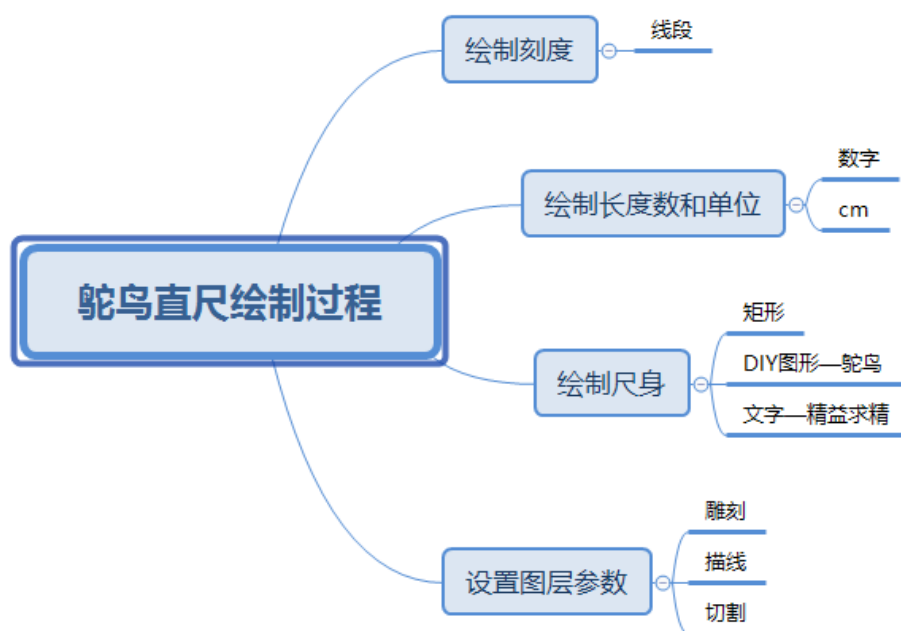 绘制刻度
线段
绘制长度数和单位
数字
cm
鸵鸟直尺绘制过程
绘制尺身
矩形
DIY图形—鸵鸟
文字—精益求精
设置图层参数
雕刻
描线
切割